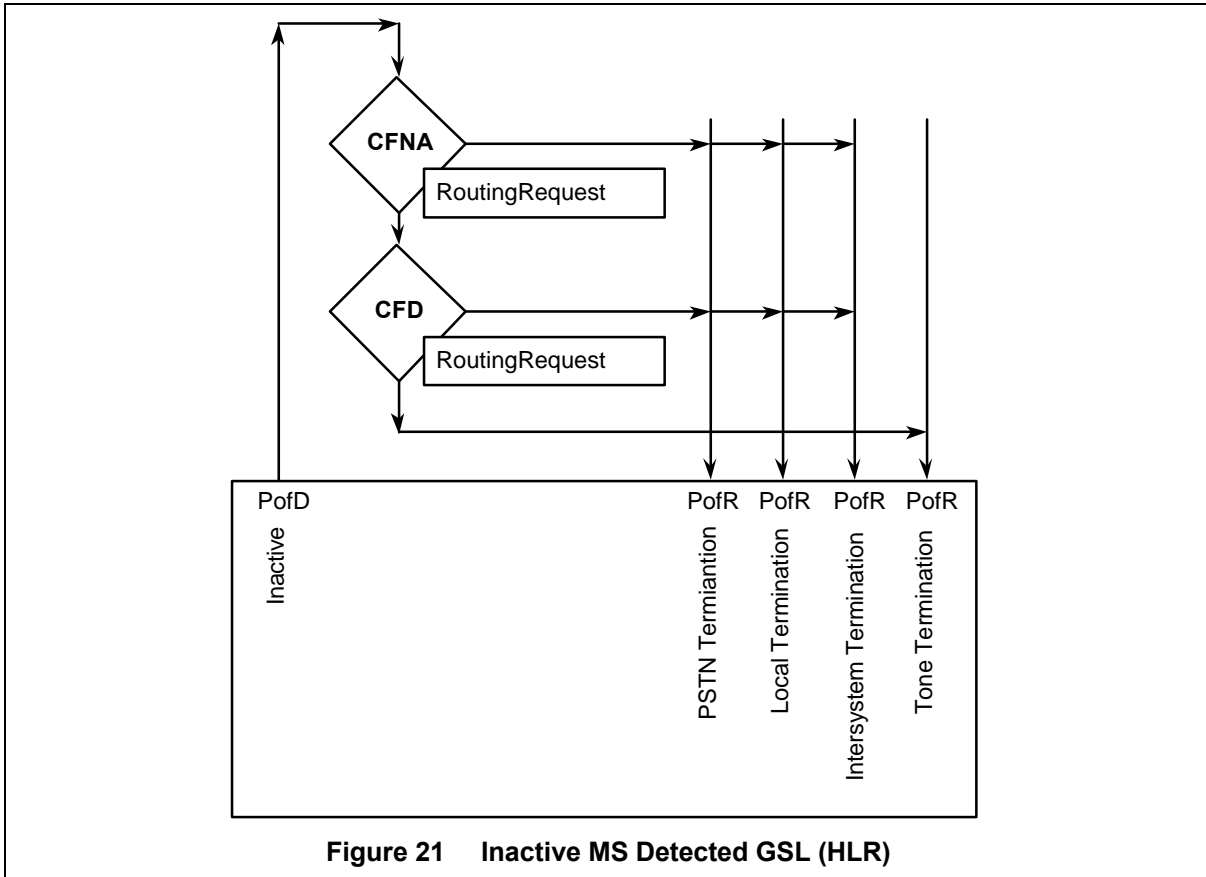 CFNA
RoutingRequest
CFD
RoutingRequest
PofD
PofR
PofR
PofR
PofR
Inactive
PSTN Termiantion
Local Termination
Intersystem Termination
Tone Termination
Figure 21 Inactive MS Detected GSL (HLR)